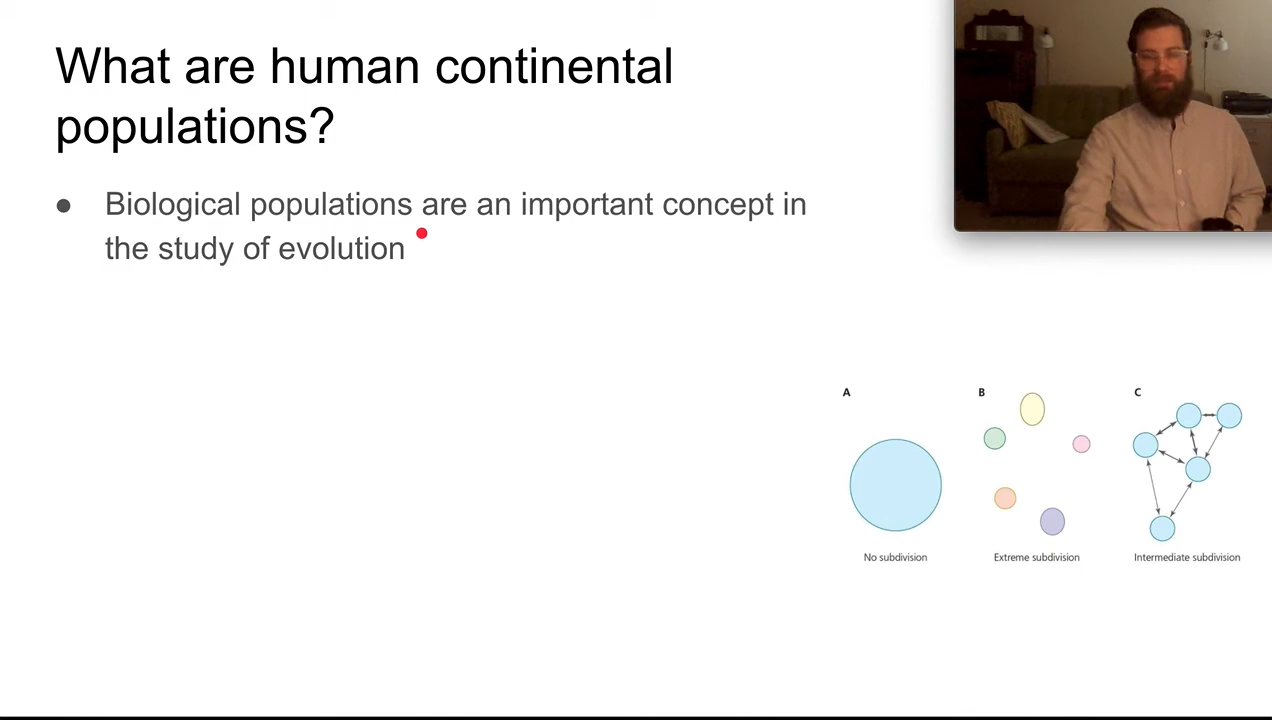 What are human continental
populations?
● Biological populations are an important concept in
the study of evolution
A
B
C
No subdivision
Extreme subdivision
Intermediate subdivision